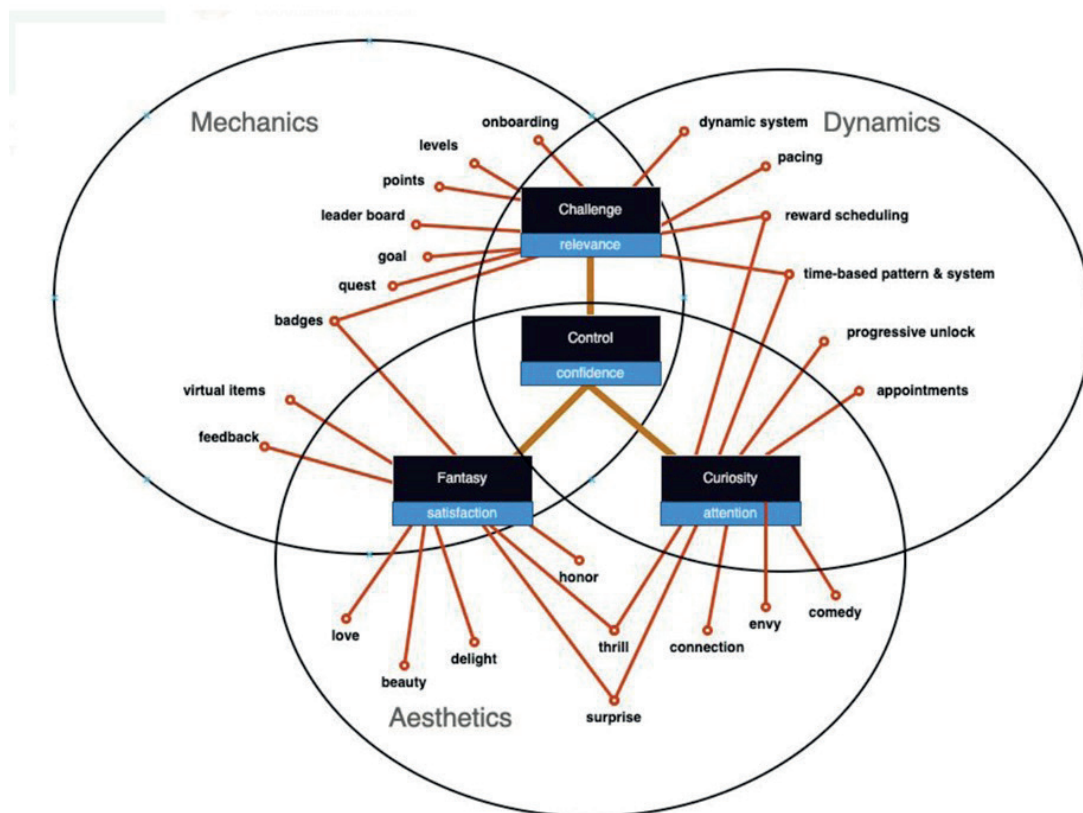 Mechanics
Dynamics
onboarding
dynamic system
levels
pacing
points
Challenge
leader board
reward scheduling
relevance
goal
time-based pattern & system
quest
badges
Control
progressive unlock
confidence
virtual items
appointments
feedback
Fantasy
Curiosity
satisfaction
attention
honor
love
thrill
connection
envy
comedy
delight
beauty
Aesthetics
surprise